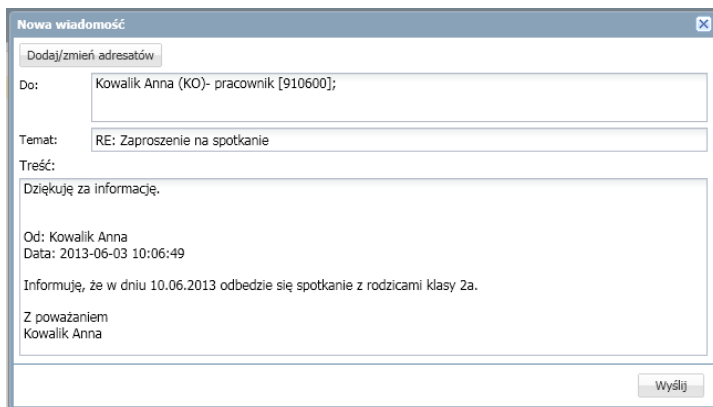 Nowa wiadomość
Dodaj/zmień adresatów
Do: Kowalik Anna (KO)- pracownik [910600];
Temat: RE: Zaproszenie na spotkanie
Treść:
Dziękuję za informację.
Od: Kowalik Anna
Data: 2013-06-03 10:06:49
Informuję, że w dniu 10.06.2013 odbedzie się spotkanie z rodzicami klasy 2a.
Z poważaniem
Kowalik Anna
Wyślij